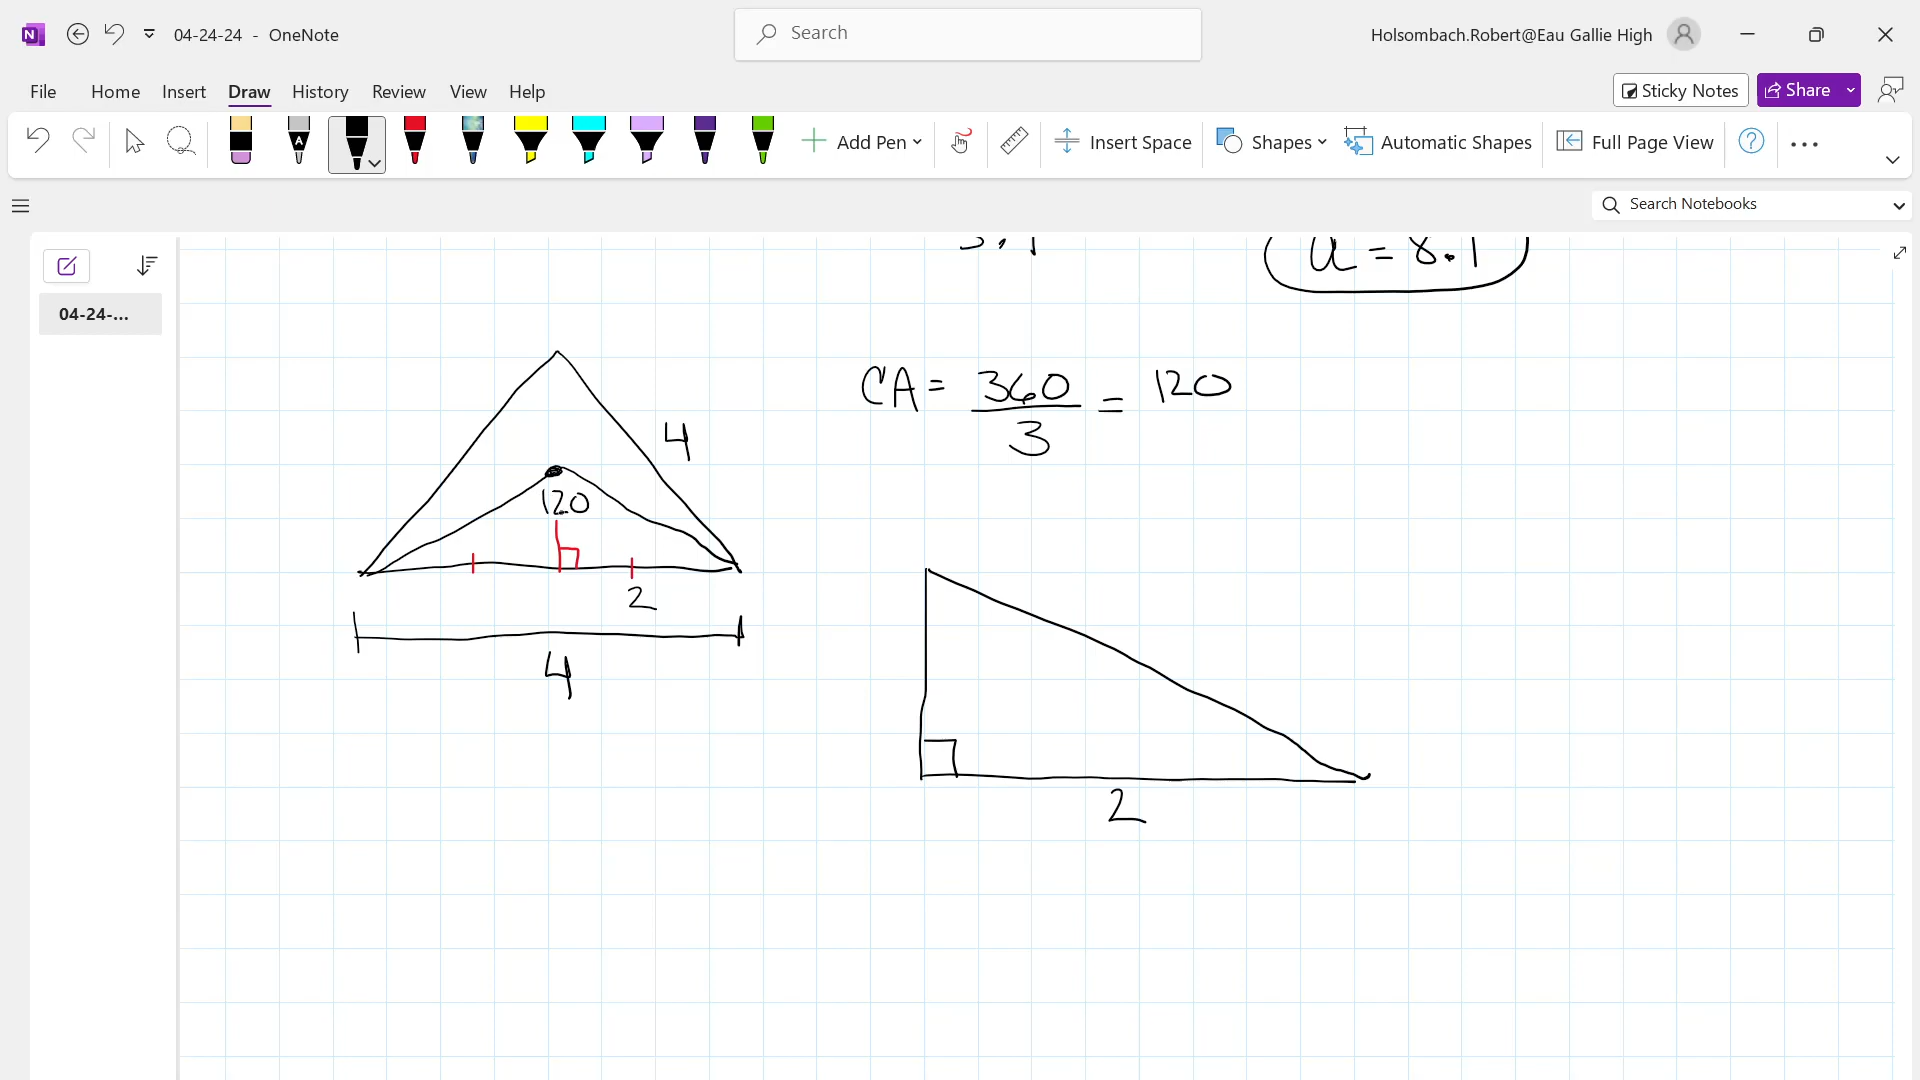 04-24-24 - OneNote
Search
Holsombach.Robert@Eau Gallie High
File Home Insert Draw History Review View Help
Sticky Notes
Share
A
Add Pen
Insert Space
Shapes
Automatic Shapes
Full Page View
?
Search Notebooks
04-24-...
a = 8.1
CA = 360/3 = 120
4
120
2
4
2